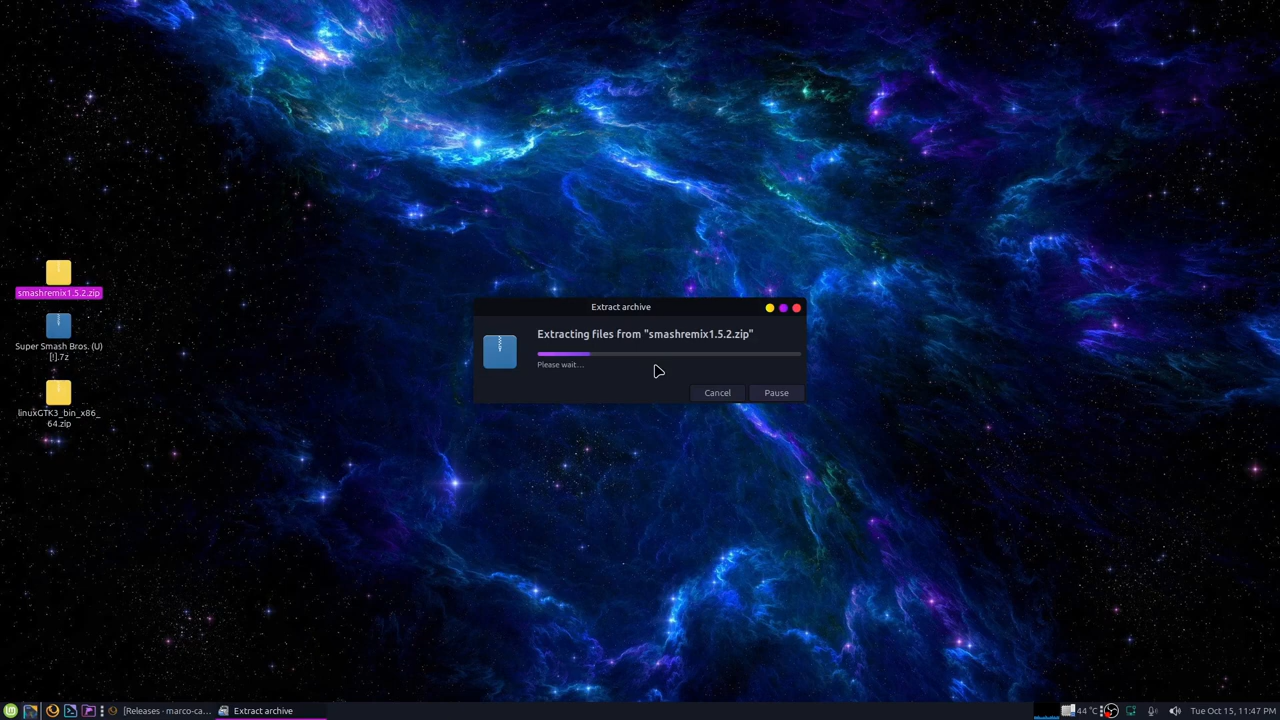 smashremix1.5.2.zip
Super Smash Bros. (U)
[!].7z
linuxGTK3_bin_x86_
64.zip
Extract archive
Extracting files from "smashremix1.5.2.zip"
Please wait...
Cancel
Pause
[Releases · marco-ca...
Extract archive
44 °C
Tue Oct 15, 11:47 PM